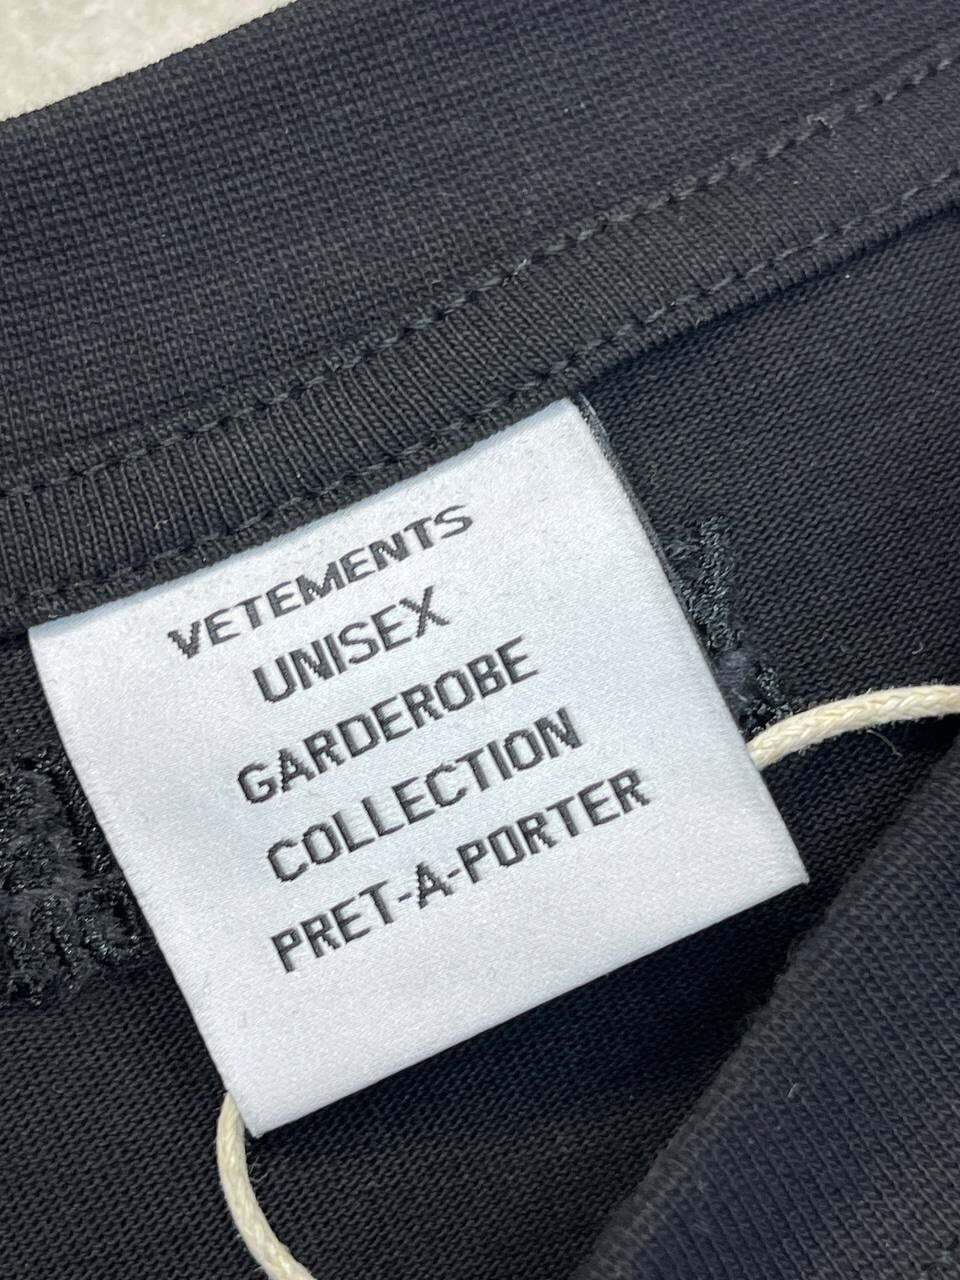 VETEMENTS
UNISEX
GARDEROBE
COLLECTION
PRET-A-PORTER